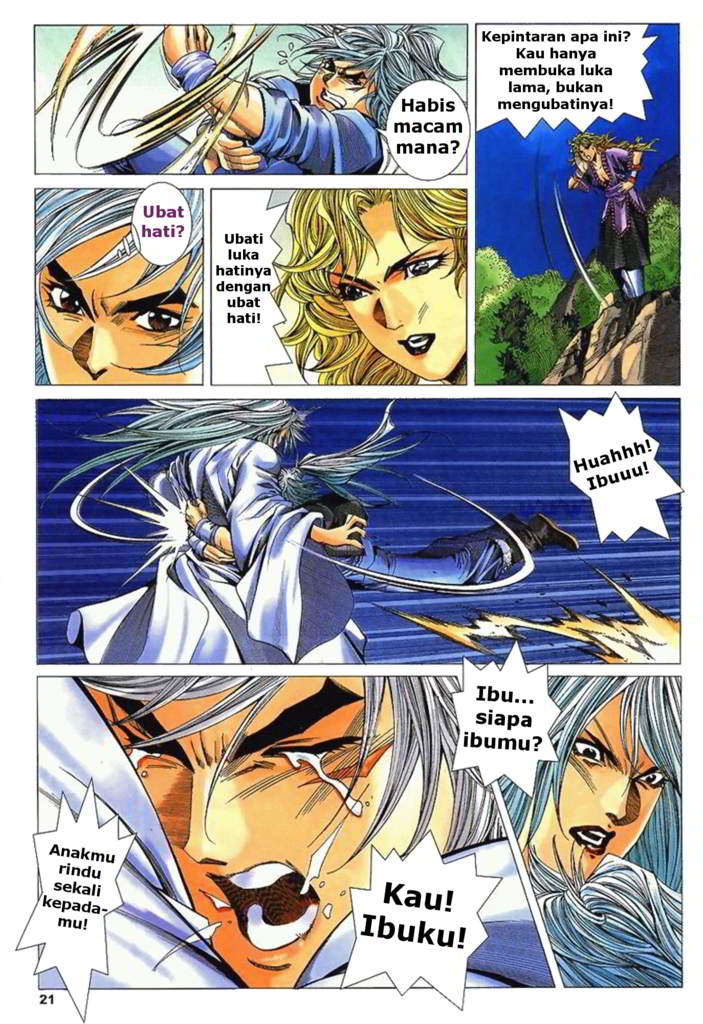 Habis
macam
mana?
Kepintaran apa ini?
Kau hanya
membuka luka
lama, bukan
mengubatinya!
Ubat
hati?
Ubati
luka
hatinya
dengan
ubat
hati!
Huahhh!
Ibuuu!
Ibu...
siapa
ibumu?
Anakmu
rindu
sekali
kepada-
mu!
Kau!
Ibuku!
21